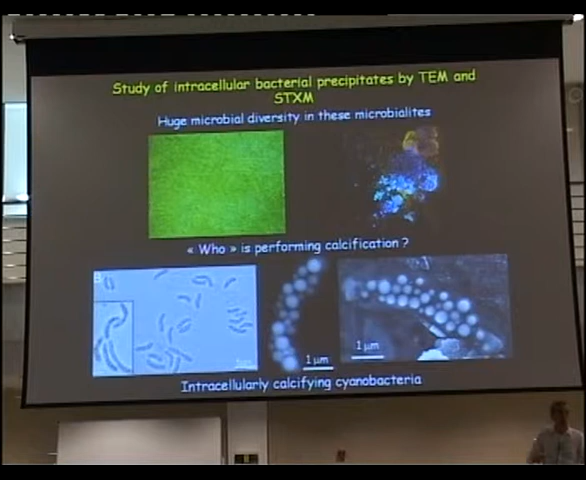 Study of intracellular bacterial precipitates by TEM and
STXM
Huge microbial diversity in these microbialites
« Who » is performing calcification ?
1 µm
1 µm
Intracellularly calcifying cyanobacteria